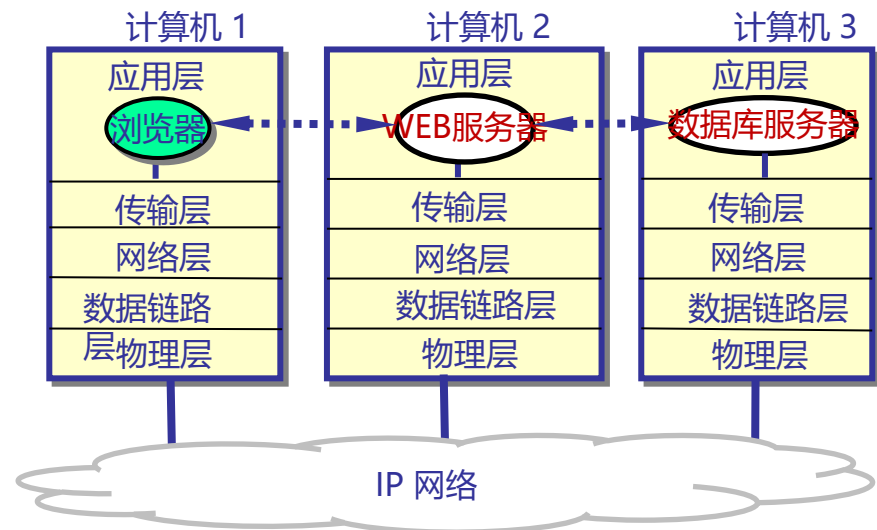 计算机 1
计算机 2
计算机 3
应用层
应用层
应用层
浏览器
WEB服务器
数据库服务器
传输层
传输层
传输层
网络层
网络层
网络层
数据链路
层
数据链路层
数据链路层
物理层
物理层
物理层
IP 网络